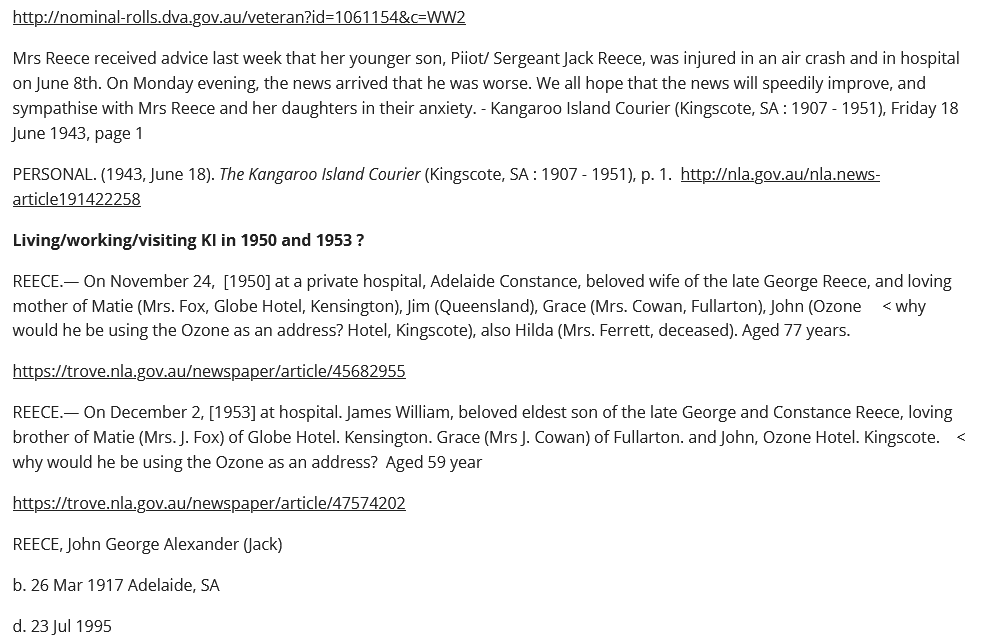 http://nominal-rolls.dva.gov.au/veteran?id=1061154&c=WW2
Mrs Reece received advice last week that her younger son, Piiot/ Sergeant Jack Reece, was injured in an air crash and in hospital
on June 8th. On Monday evening, the news arrived that he was worse. We all hope that the news will speedily improve, and
sympathise with Mrs Reece and her daughters in their anxiety. - Kangaroo Island Courier (Kingscote, SA : 1907 - 1951), Friday 18
June 1943, page 1
PERSONAL. (1943, June 18). The Kangaroo Island Courier (Kingscote, SA : 1907 - 1951), p. 1.  http://nla.gov.au/nla.news-
article191422258
Living/working/visiting KI in 1950 and 1953 ?
REECE.— On November 24,  [1950] at a private hospital, Adelaide Constance, beloved wife of the late George Reece, and loving
mother of Matie (Mrs. Fox, Globe Hotel, Kensington), Jim (Queensland), Grace (Mrs. Cowan, Fullarton), John (Ozone     < why
would he be using the Ozone as an address? Hotel, Kingscote), also Hilda (Mrs. Ferrett, deceased). Aged 77 years.
https://trove.nla.gov.au/newspaper/article/45682955
REECE.— On December 2, [1953] at hospital. James William, beloved eldest son of the late George and Constance Reece, loving
brother of Matie (Mrs. J. Fox) of Globe Hotel. Kensington. Grace (Mrs J. Cowan) of Fullarton. and John, Ozone Hotel. Kingscote.    <
why would he be using the Ozone as an address?  Aged 59 year
https://trove.nla.gov.au/newspaper/article/47574202
REECE, John George Alexander (Jack)
b. 26 Mar 1917 Adelaide, SA
d. 23 Jul 1995